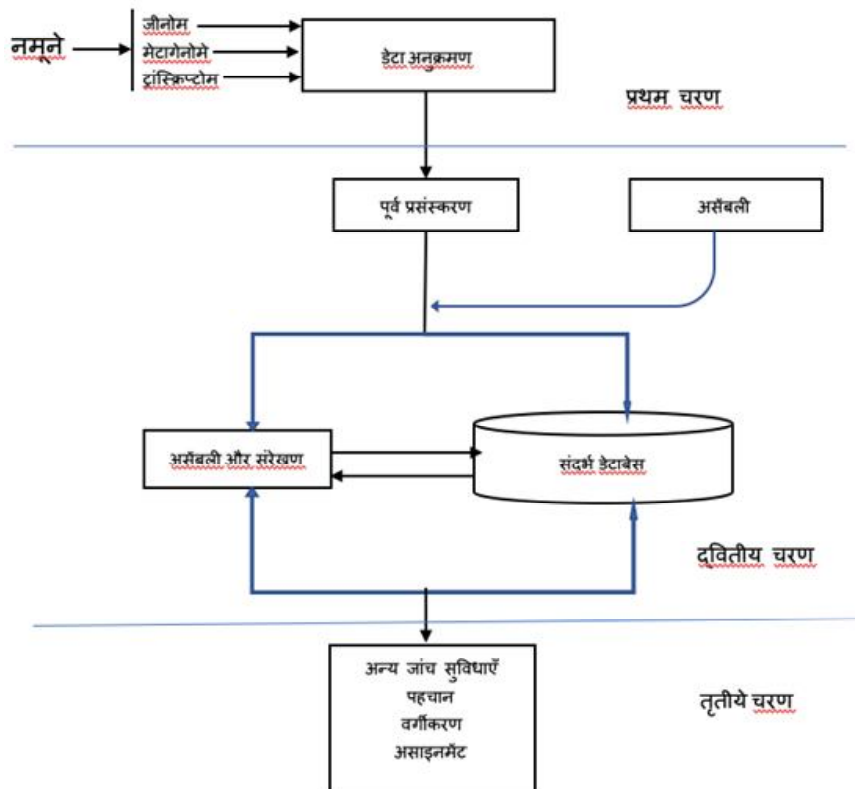 जीनोम
नमूने
मेटागेनोमे
ट्रांस्क्रिप्टोम
डेटा अनुक्रमण
प्रथम चरण
पूर्व प्रसंस्करण
असेंबली
असेंबली और संरेखण
संदर्भ डेटाबेस
द्वितीय चरण
अन्य जांच सुविधाएँ
पहचान
वर्गीकरण
असाइनमेंट
तृतीये चरण